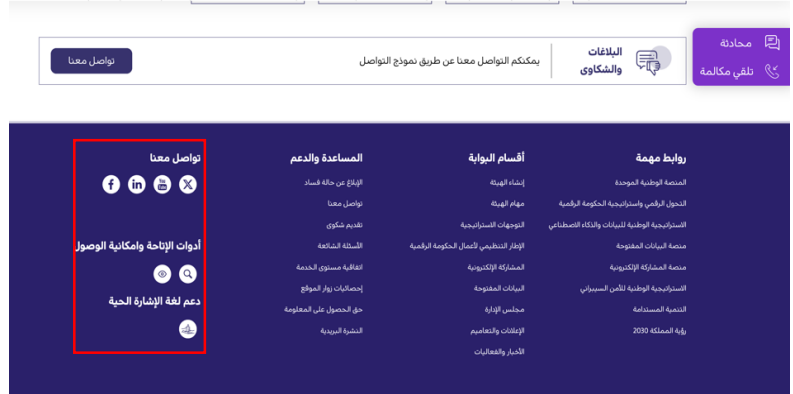 محادثة
تلقي مكالمة
البلاغات
والشكاوى
يمكنكم التواصل معنا عن طريق نموذج التواصل
تواصل معنا
روابط مهمة
المنصة الوطنية الموحدة
التحول الرقمي واستراتيجية الحكومة الرقمية
الاستراتيجية الوطنية للبيانات والذكاء الاصطناعي
منصة البيانات المفتوحة
منصة المشاركة الإلكترونية
الاستراتيجية الوطنية للأمن السيبراني
التنمية المستدامة
رؤية المملكة 2030
أقسام البوابة
إنشاء الهيئة
مهام الهيئة
التوجهات الاستراتيجية
الإطار التنظيمي لأعمال الحكومة الرقمية
المشاركة الإلكترونية
البيانات المفتوحة
مجلس الإدارة
الإعلانات والتعاميم
الأخبار والفعاليات
المساعدة والدعم
الإبلاغ عن حالة فساد
تواصل معنا
تقديم شكوى
الأسئلة الشائعة
اتفاقية مستوى الخدمة
إحصائيات زوار الموقع
حق الحصول على المعلومة
النشرة البريدية
تواصل معنا
أدوات الإتاحة وامكانية الوصول
دعم لغة الإشارة الحية